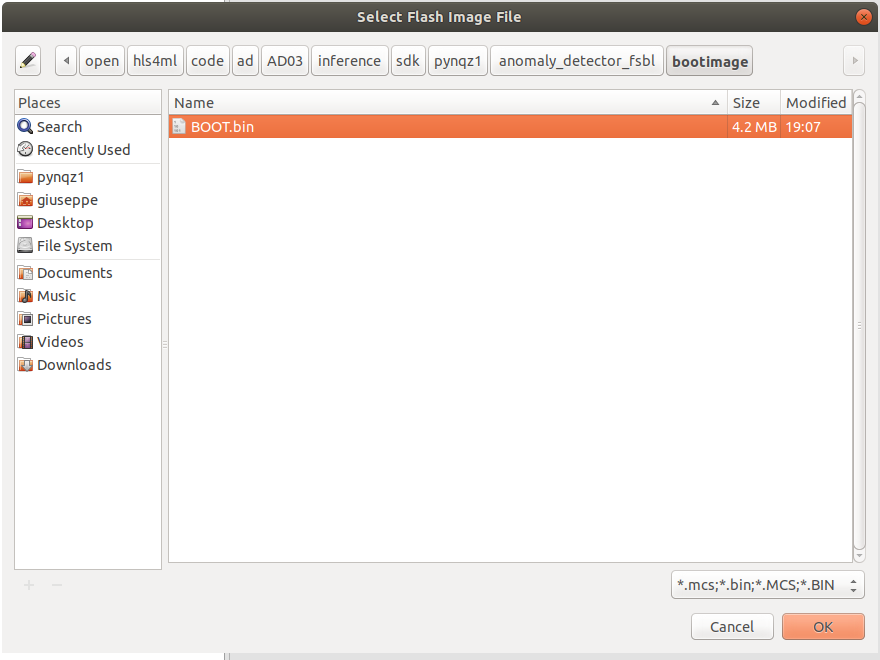 Select Flash Image File
open hls4ml code ad AD03 inference sdk pynqz1 anomaly_detector_fsbl bootimage
Places
Search
Recently Used
pynqz1
giuseppe
Desktop
File System
Documents
Music
Pictures
Videos
Downloads
Name Size Modified
BOOT.bin 4.2 MB 19:07
*.mcs;*.bin;*.MCS;*.BIN
Cancel OK